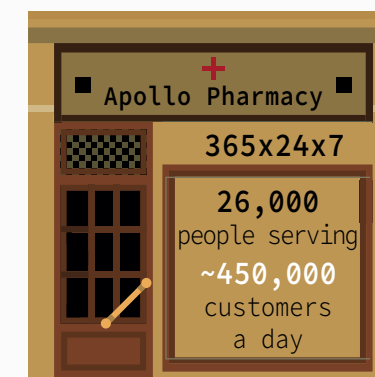 Apollo Pharmacy
365x24x7
26,000
people serving
~450,000
customers
a day